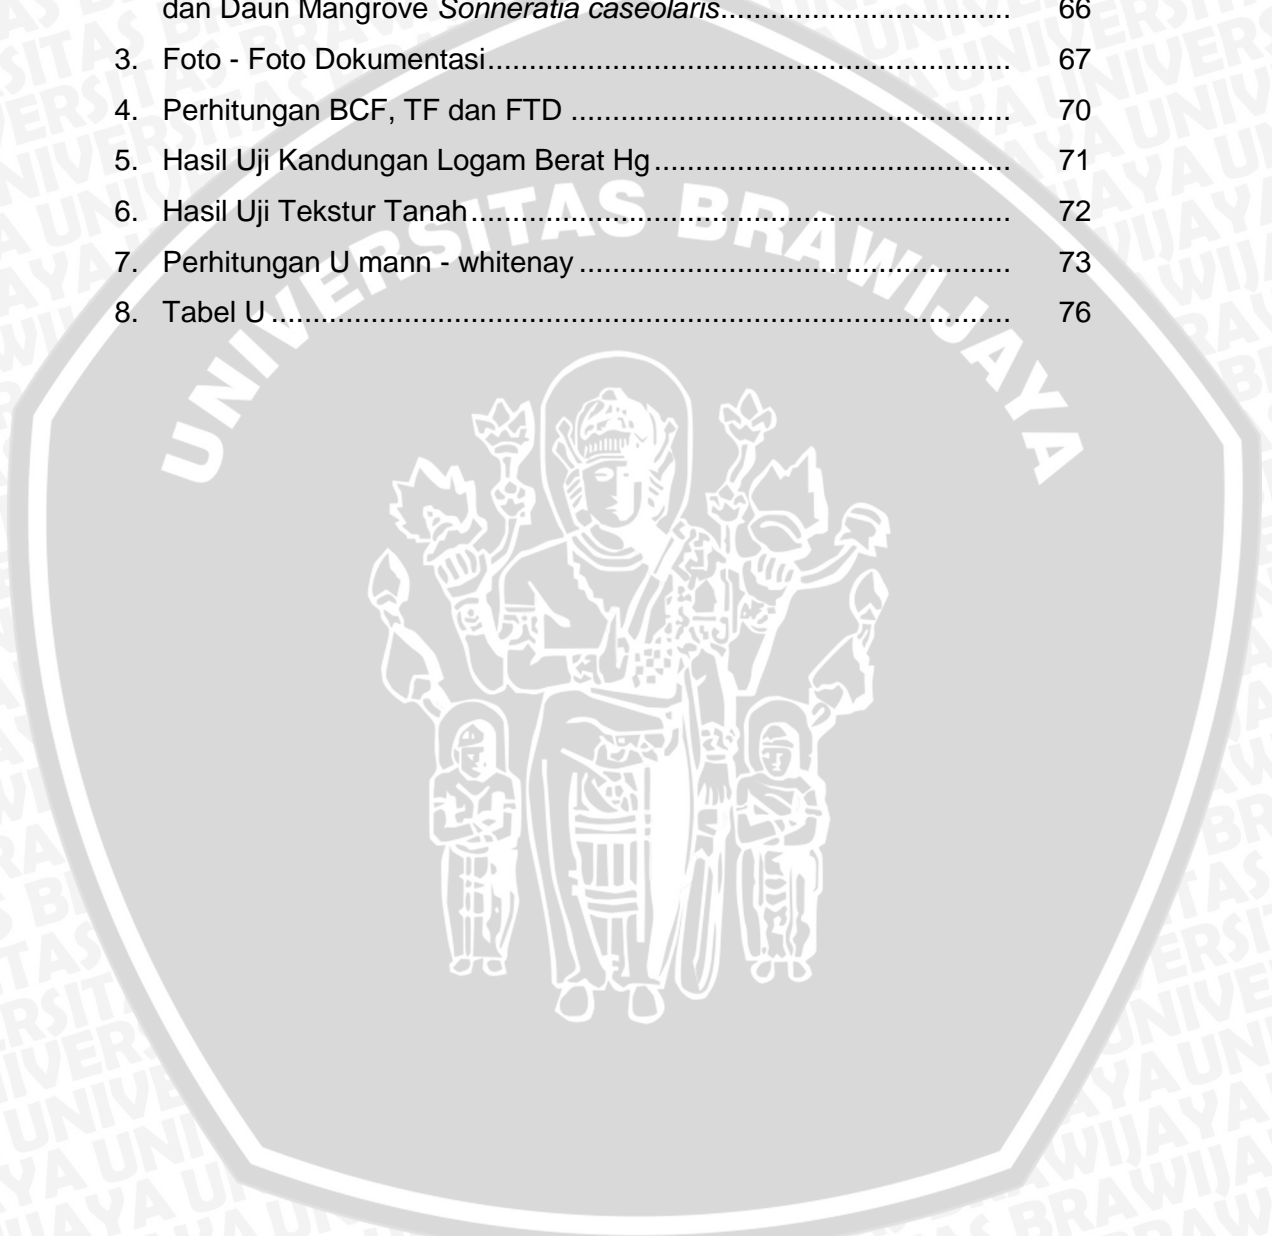 dan Daun Mangrove Sonneratia caseolaris.................................... 66
3. Foto - Foto Dokumentasi................................................................. 67
4. Perhitungan BCF, TF dan FTD ...................................................... 70
5. Hasil Uji Kandungan Logam Berat Hg............................................ 71
6. Hasil Uji Tekstur Tanah................................................................... 72
7. Perhitungan U mann - whitenay ..................................................... 73
8. Tabel U ........................................................................................... 76
UNIVERSITAS BRAWIJAYA